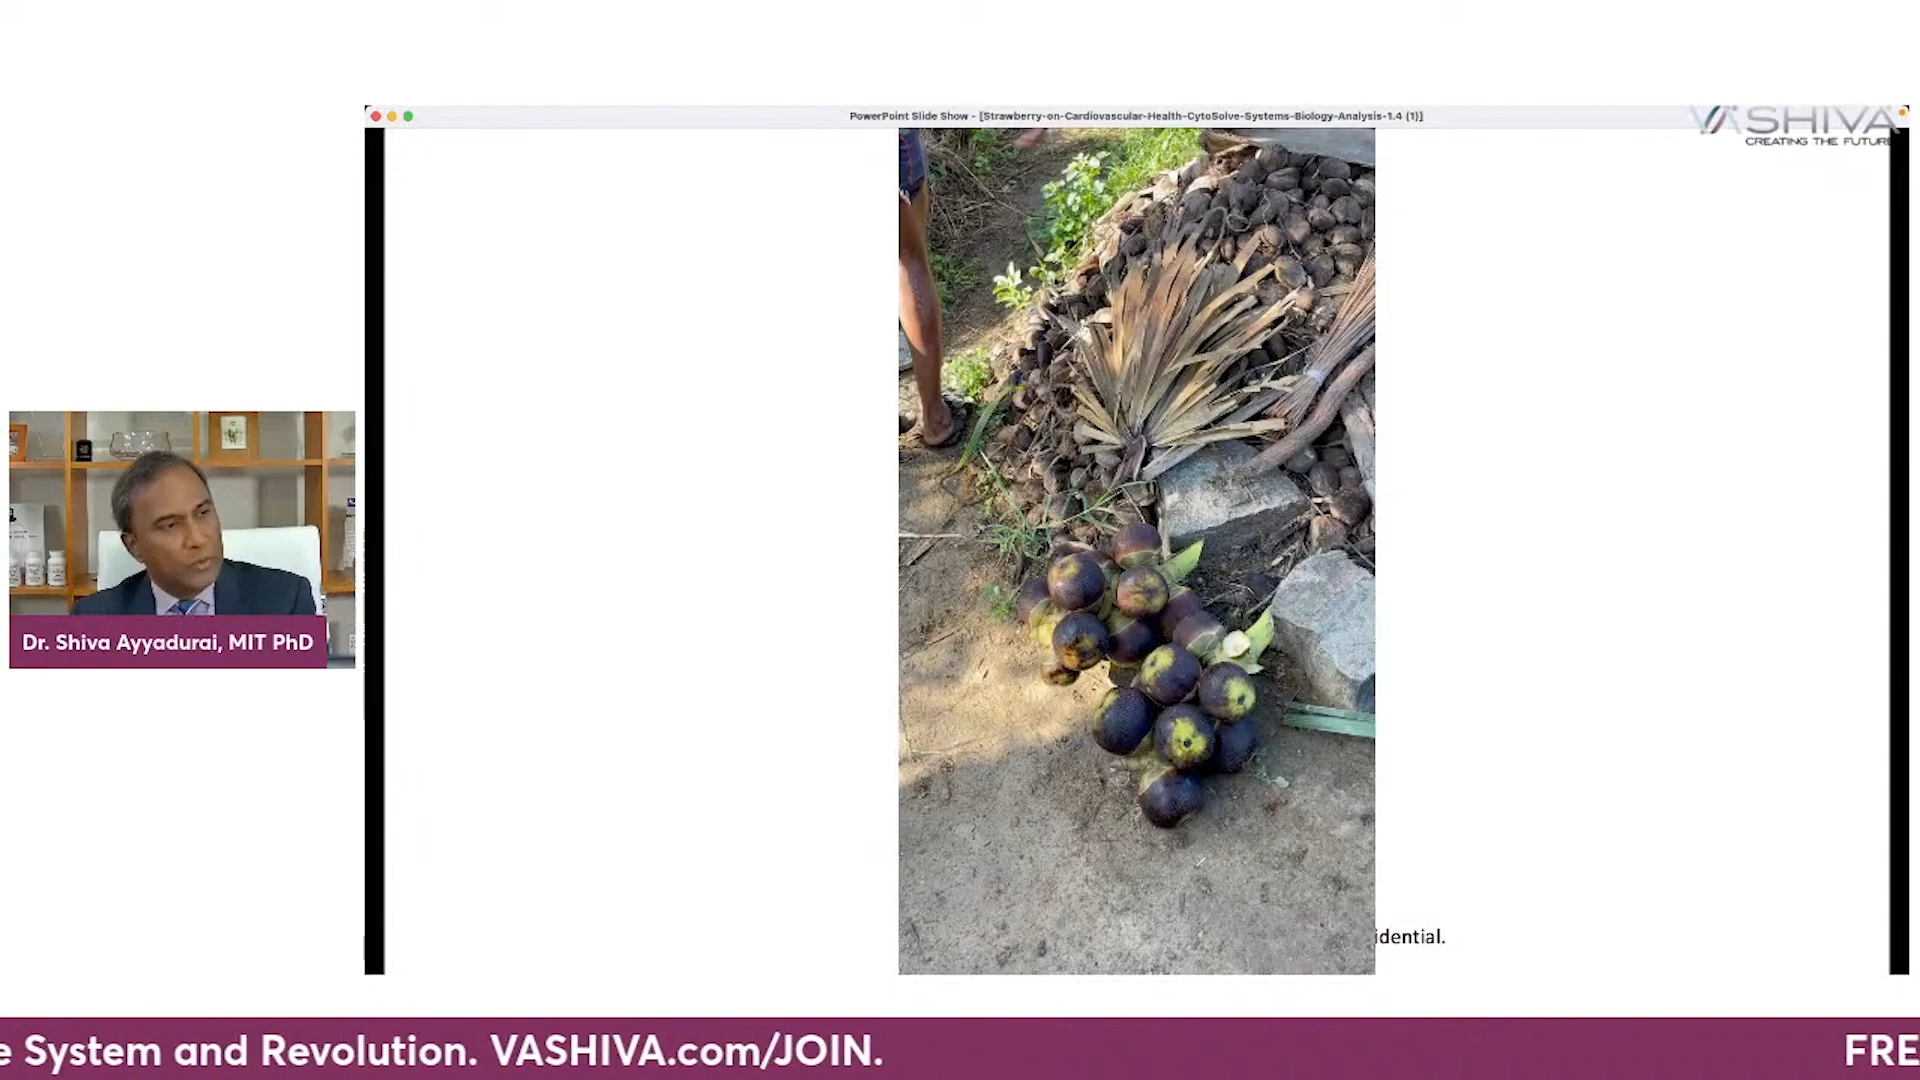 PowerPoint Slide Show - [Strawberry-on-Cardiovascular-Health-CytoSolve-Systems-Biology-Analysis-1.4 (1)]
VASHIVA
CREATING THE FUTURE
Dr. Shiva Ayyadurai, MIT PhD
idential.
e System and Revolution. VASHIVA.com/JOIN.
FRE